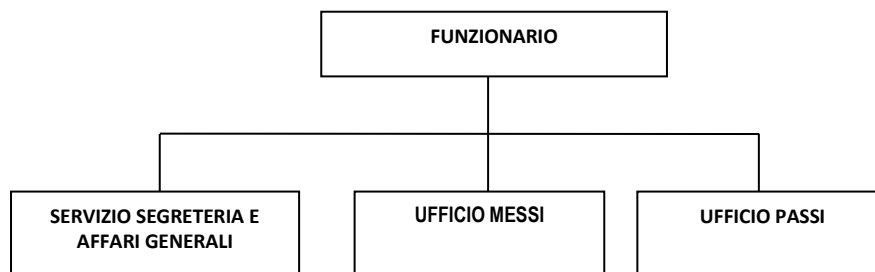 FUNZIONARIO
SERVIZIO SEGRETERIA E
AFFARI GENERALI
UFFICIO MESSI
UFFICIO PASSI